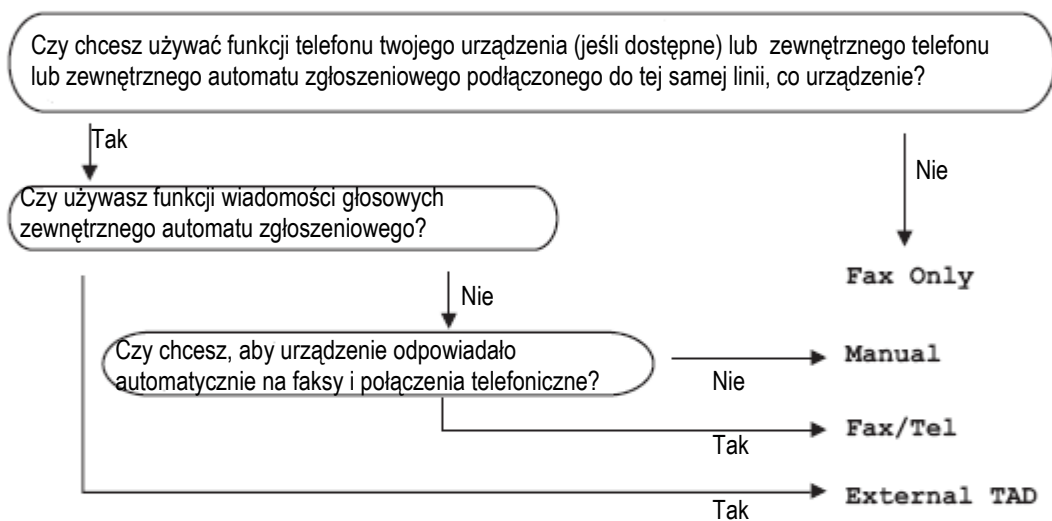 Czy chcesz używać funkcji telefonu twojego urządzenia (jeśli dostępne) lub zewnętrznego telefonu
lub zewnętrznego automatu zgłoszeniowego podłączonego do tej samej linii, co urządzenie?
Tak
Nie
Czy używasz funkcji wiadomości głosowych
zewnętrznego automatu zgłoszeniowego?
Fax Only
Nie
Czy chcesz, aby urządzenie odpowiadało
automatycznie na faksy i połączenia telefoniczne?
Nie
Manual
Tak
Fax/Tel
Tak
External TAD